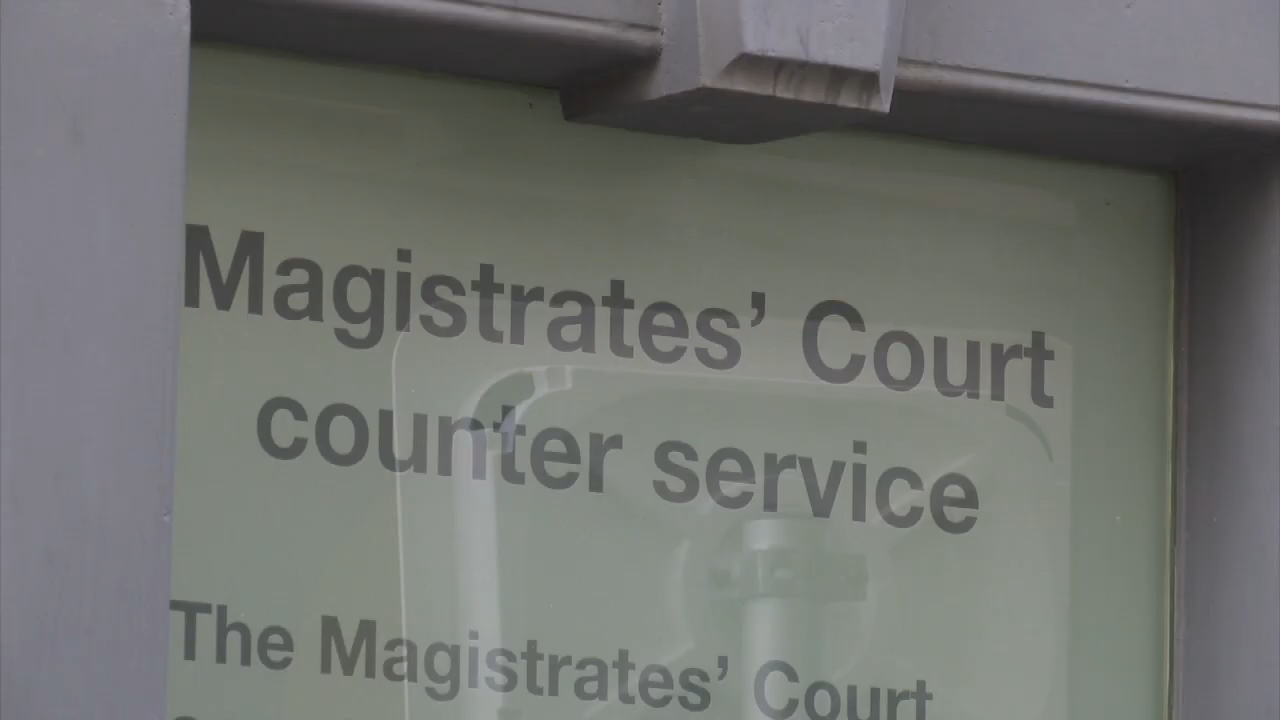 Magistrates’ Court
counter service
The Magistrates’ Court